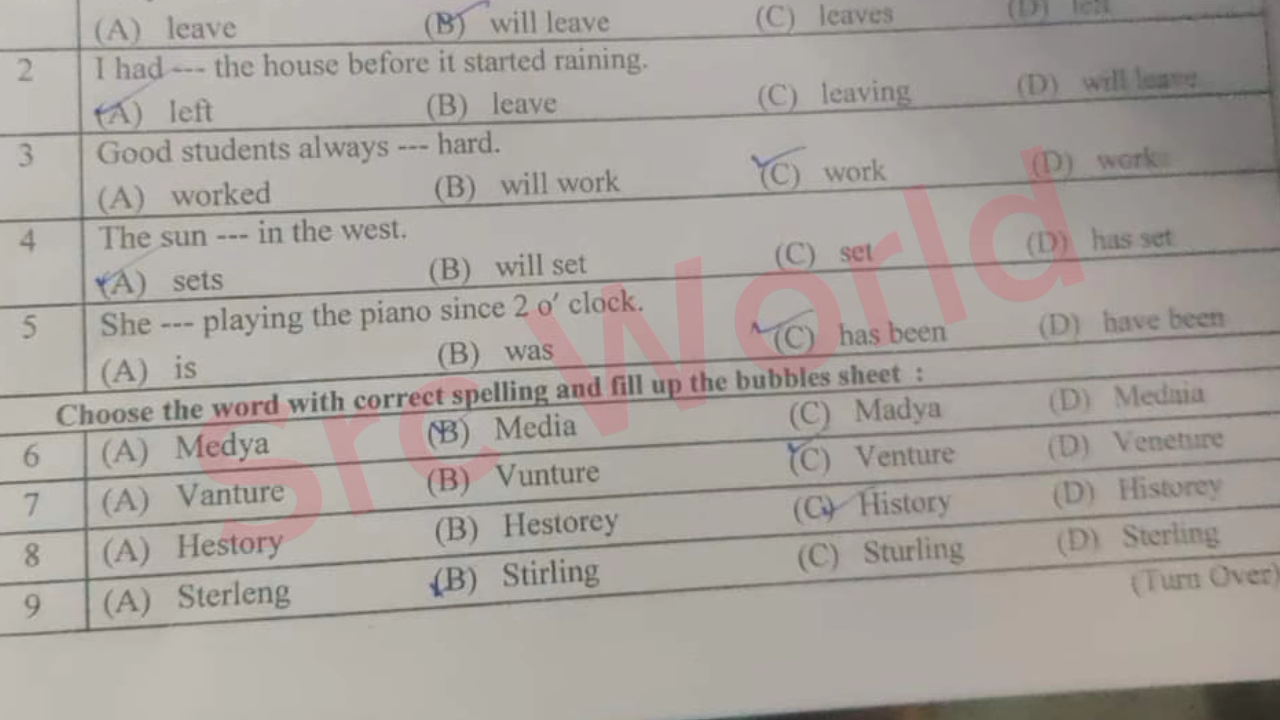 (A) leave (B) will leave (C) leaves (D) left
2 I had --- the house before it started raining.
(A) left (B) leave (C) leaving (D) will leave
3 Good students always --- hard.
(A) worked (B) will work (C) work (D) works
4 The sun --- in the west.
(A) sets (B) will set (C) set (D) has set
5 She --- playing the piano since 2 o' clock.
(A) is (B) was (C) has been (D) have been
Choose the word with correct spelling and fill up the bubbles sheet :
6 (A) Medya (B) Media (C) Madya (D)
7 (A) Vanture (B) Vunture (C) Venture (D) Veneture
8 (A) Hestory (B) Hestorey (C) History (D) Historey
9 (A) Sterleng (B) Stirling (C) Sturling (D) Sterling
(Turn Over)
Src World